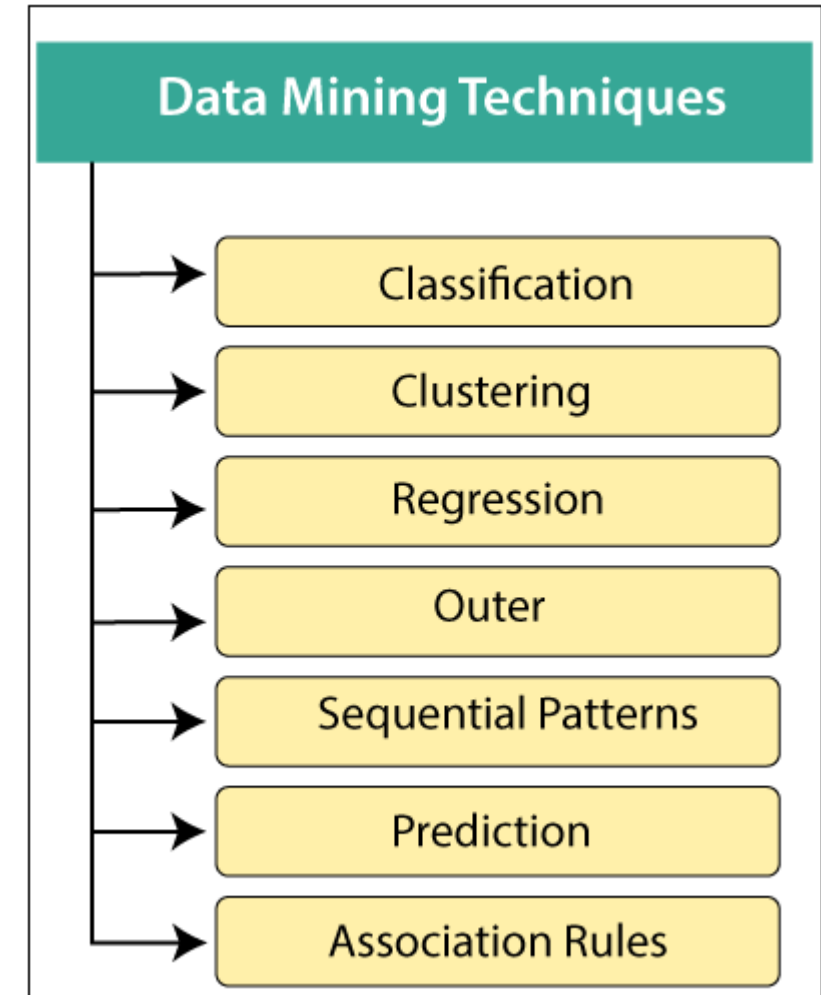 Data Mining Techniques
Classification
Clustering
Regression
Outer
Sequential Patterns
Prediction
Association Rules